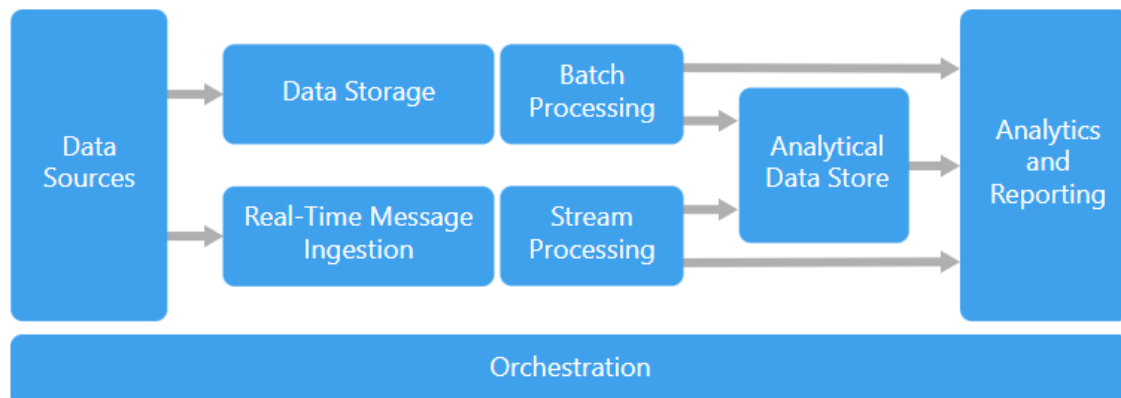 Data
Sources
Data Storage
Batch
Processing
Real-Time Message
Ingestion
Stream
Processing
Analytical
Data Store
Analytics
and
Reporting
Orchestration